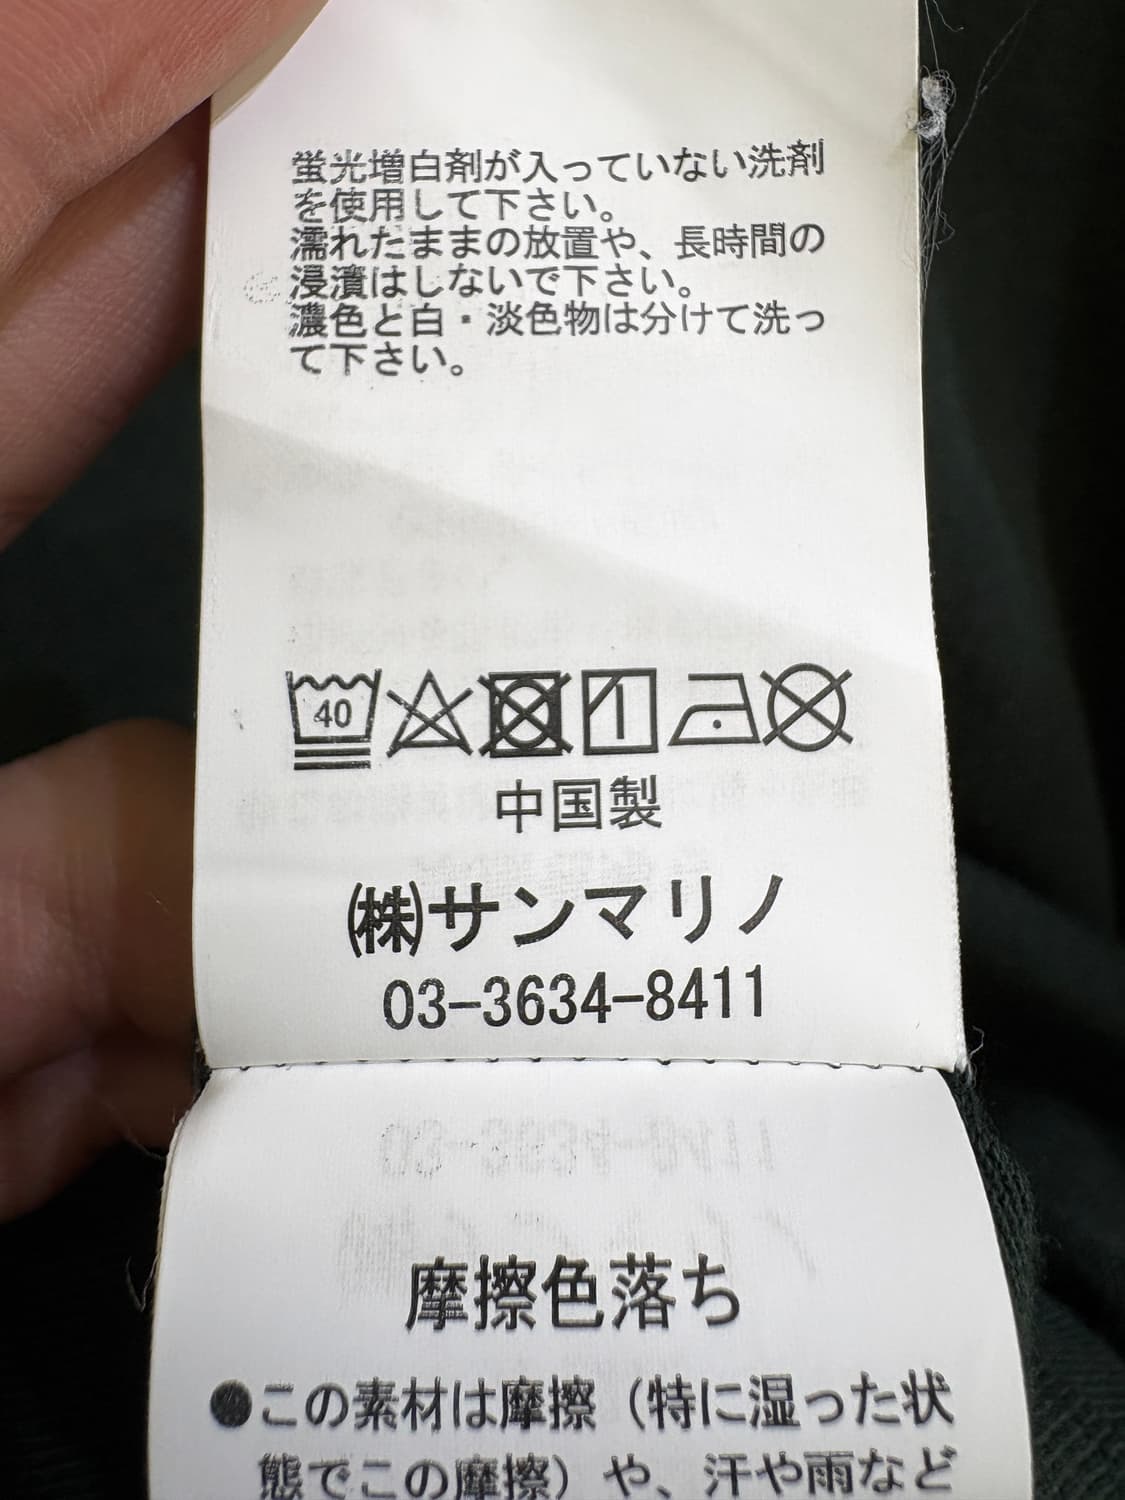 蛍光増白剤が入っていない洗剤
を使用して下さい。
濡れたままの放置や、長時間の
浸漬はしないで下さい。
濃色と白・淡色物は分けて洗っ
て下さい。
40
中国製
㈱サンマリノ
03-3634-8411
摩擦色落ち
●この素材は摩擦（特に湿った状
態でこの摩擦）や、汗や雨など